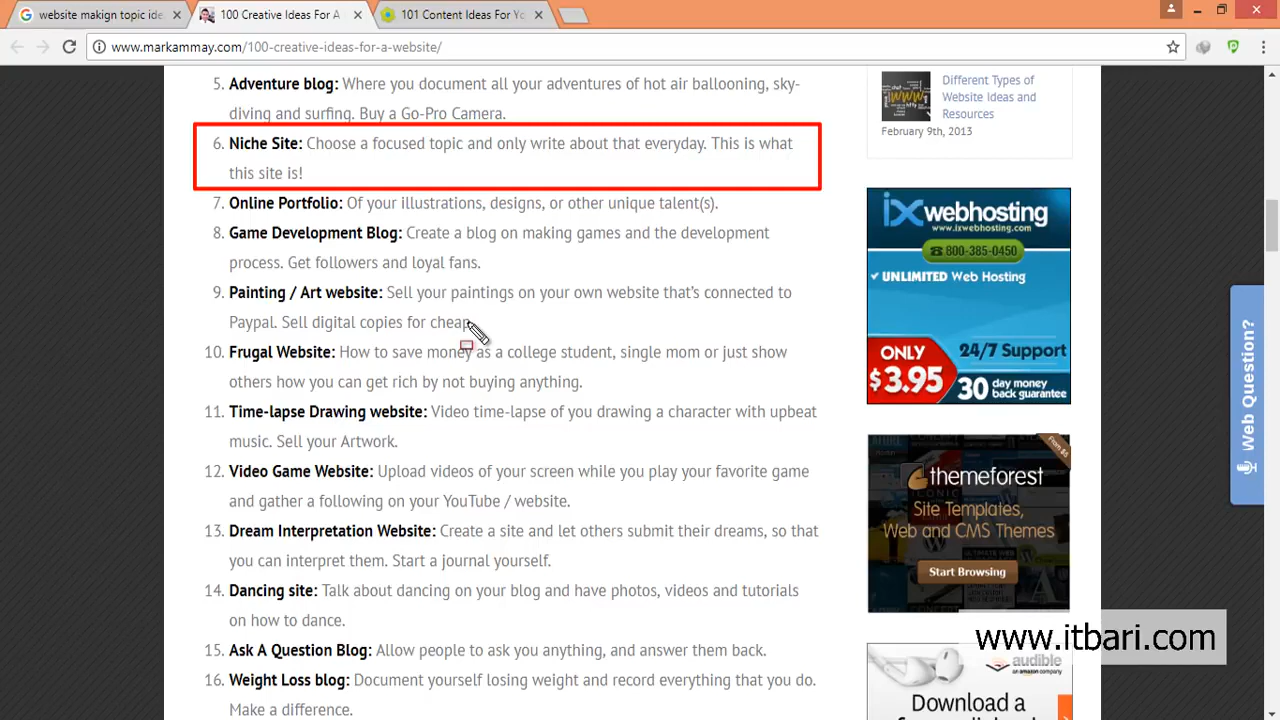 website makign topic ide
100 Creative Ideas For A
101 Content Ideas For Yo
www.markammay.com/100-creative-ideas-for-a-website/
5. Adventure blog: Where you document all your adventures of hot air ballooning, sky-
diving and surfing. Buy a Go-Pro Camera.
6. Niche Site: Choose a focused topic and only write about that everyday. This is what
this site is!
7. Online Portfolio: Of your illustrations, designs, or other unique talent(s).
8. Game Development Blog: Create a blog on making games and the development
process. Get followers and loyal fans.
9. Painting / Art website: Sell your paintings on your own website that’s connected to
Paypal. Sell digital copies for cheap
10. Frugal Website: How to save money as a college student, single mom or just show
others how you can get rich by not buying anything.
11. Time-lapse Drawing website: Video time-lapse of you drawing a character with upbeat
music. Sell your Artwork.
12. Video Game Website: Upload videos of your screen while you play your favorite game
and gather a following on your YouTube / website.
13. Dream Interpretation Website: Create a site and let others submit their dreams, so that
you can interpret them. Start a journal yourself.
14. Dancing site: Talk about dancing on your blog and have photos, videos and tutorials
on how to dance.
15. Ask A Question Blog: Allow people to ask you anything, and answer them back.
16. Weight Loss Blog: Document yourself losing weight and record everything that you do.
Make a difference.
Different Types of
Website Ideas and
Resources
February 9th, 2013
ix webhosting
www.ixwebhosting.com
800-385-0450
UNLIMITED Web Hosting
ONLY
$3.95
24/7 Support
30 day money
back guarantee
From $5
themeforest
Site Templates,
Web and CMS Themes
Start Browsing
Web Question?
www.itbari.com
audible
an amazon company
Download a